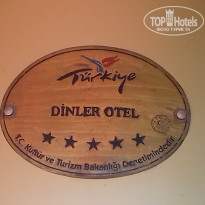 TOP Hotels
Türkiye
DİNLER OTEL
T.C. Kültür ve Turizm Bakanlığı Denetimindedir.